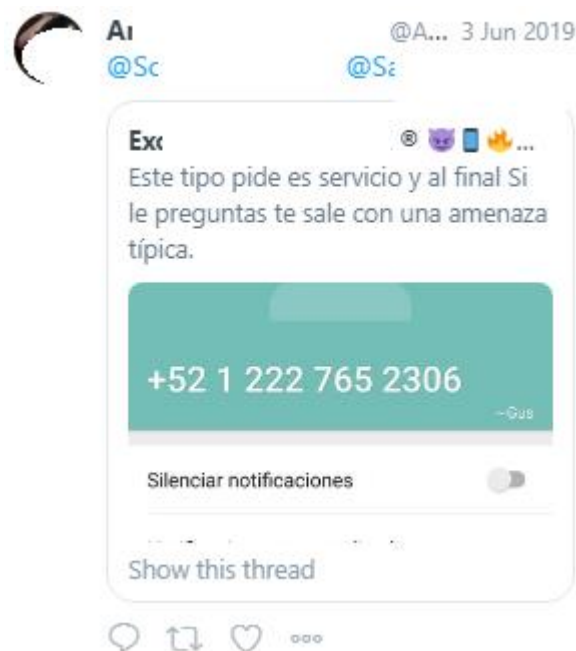 @A... 3 Jun 2019
® 😈📱🔥...
Este tipo pide es servicio y al final Si
le preguntas te sale con una amenaza
típica.
+52 1 222 765 2306
~Gus
Silenciar notificaciones
Show this thread